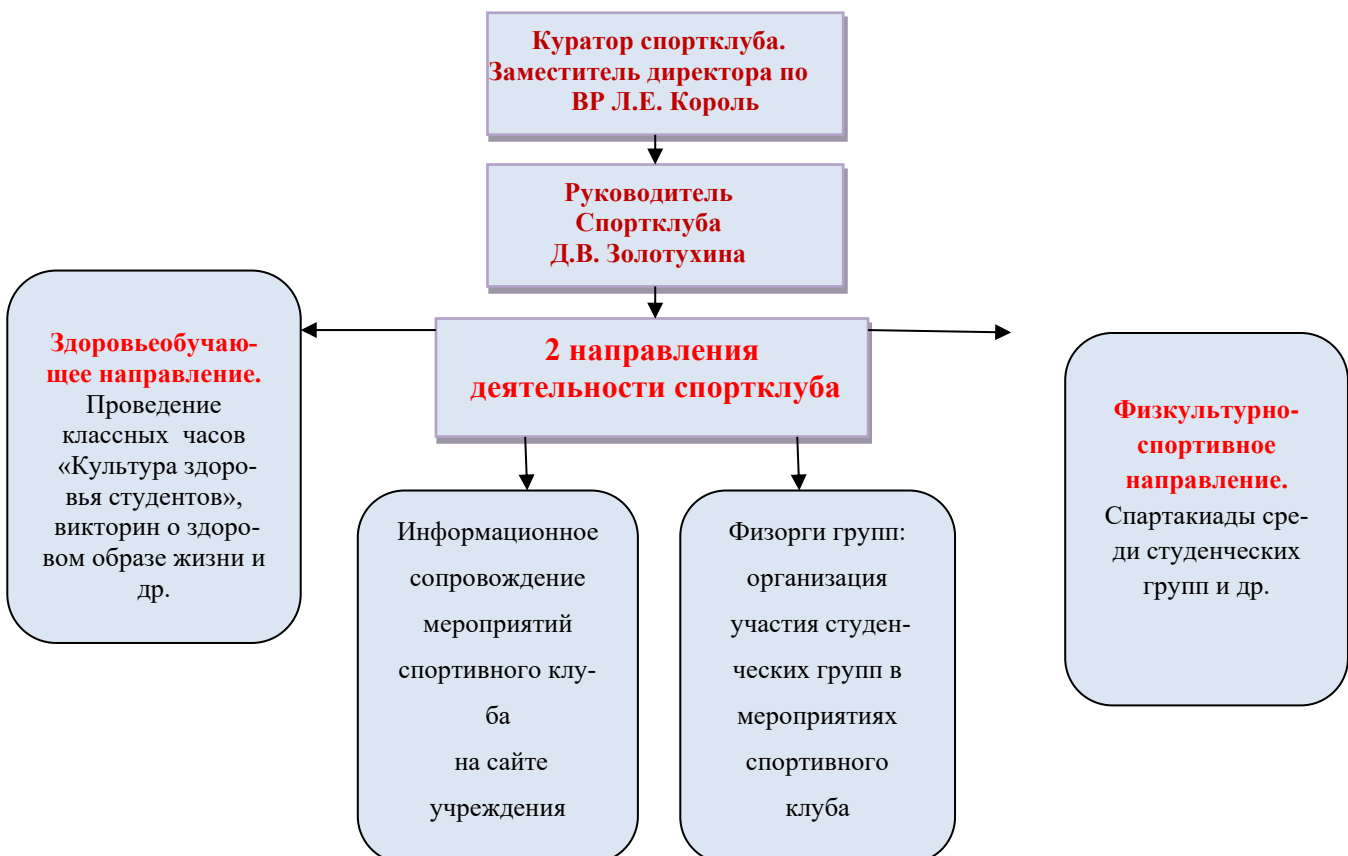 Куратор спортклуба.
Заместитель директора по
ВР Л.Е. Король
Руководитель
Спортклуба
Д.В. Золотухина
2 направления
деятельности спортклуба
Здоровьеобучаю-
щее направление.
Проведение
классных часов
«Культура здоро-
вья студентов»,
викторин о здоро-
вом образе жизни и
др.
Информационное
сопровождение
мероприятий
спортивного клу-
ба
на сайте
учреждения
Физорги групп:
организация
участия студен-
ческих групп в
мероприятиях
спортивного
клуба
Физкультурно-
спортивное
направление.
Спартакиады сре-
ди студенческих
групп и др.